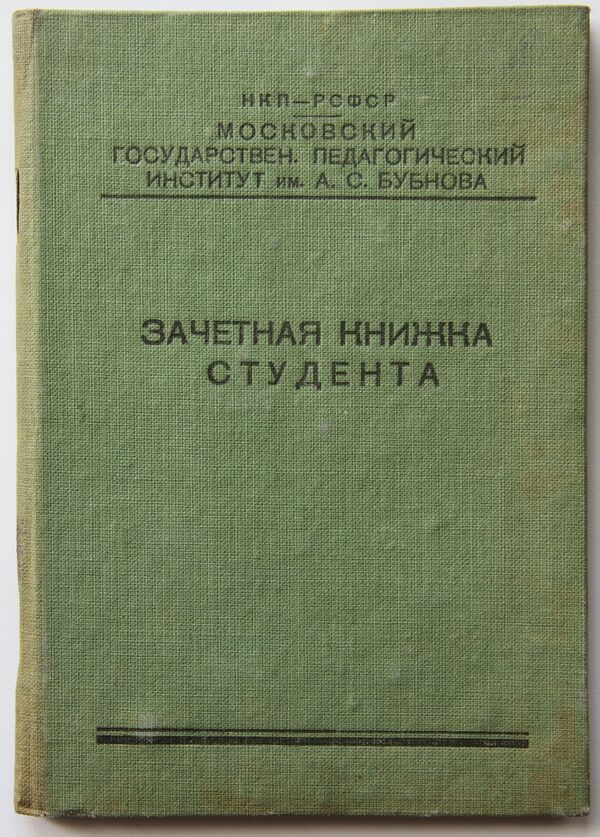 НКП—РСФСР
МОСКОВСКИЙ
ГОСУДАРСТВЕН. ПЕДАГОГИЧЕСКИЙ
ИНСТИТУТ им. А. С. БУБНОВА
ЗАЧЕТНАЯ КНИЖКА
СТУДЕНТА